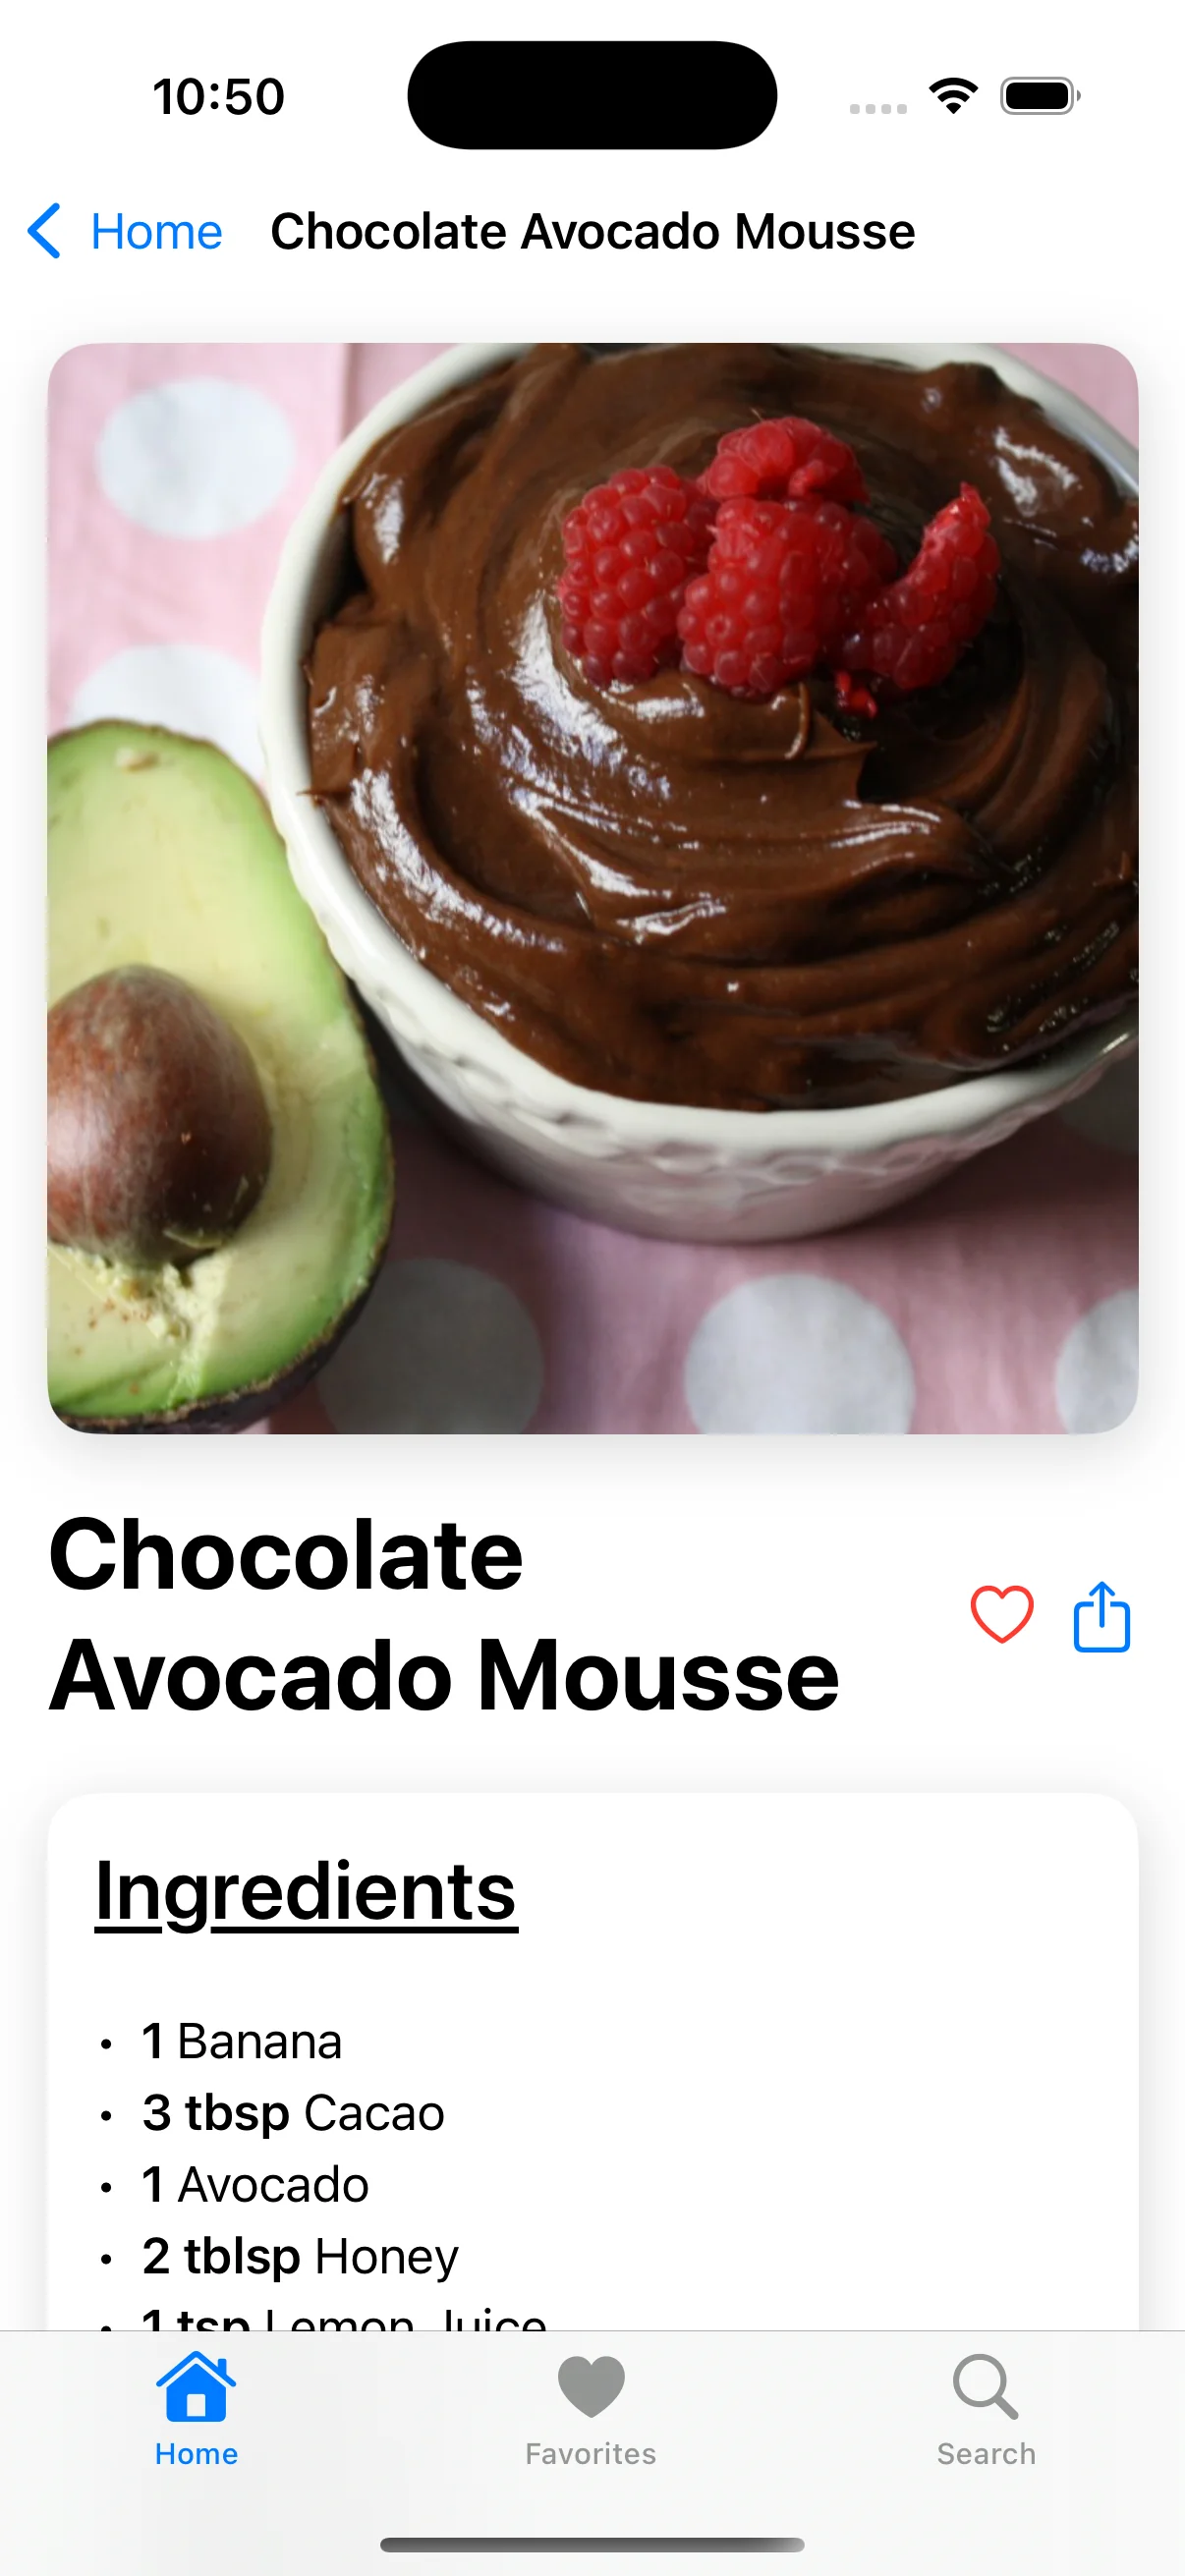 10:50
Home Chocolate Avocado Mousse
Chocolate
Avocado Mousse
Ingredients
• 1 Banana
• 3 tbsp Cacao
• 1 Avocado
• 2 tblsp Honey
• 1 tsp Lemon Juice
Home Favorites Search